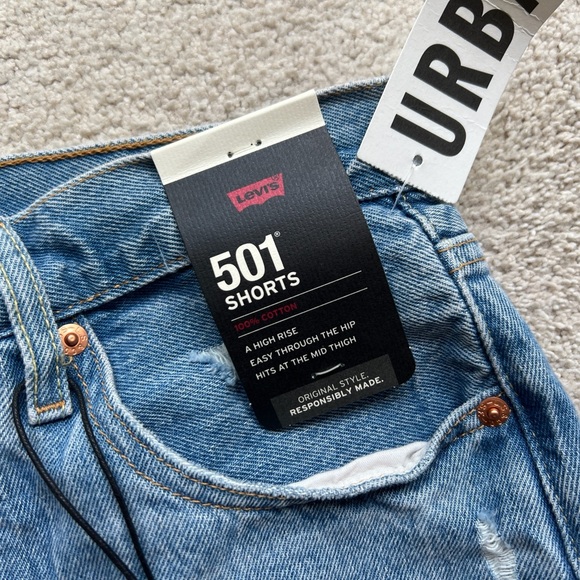 URB
Levi's
501®
SHORTS
100% COTTON
A HIGH RISE
EASY THROUGH THE HIP
HITS AT THE MID THIGH
ORIGINAL STYLE.
RESPONSIBLY MADE.